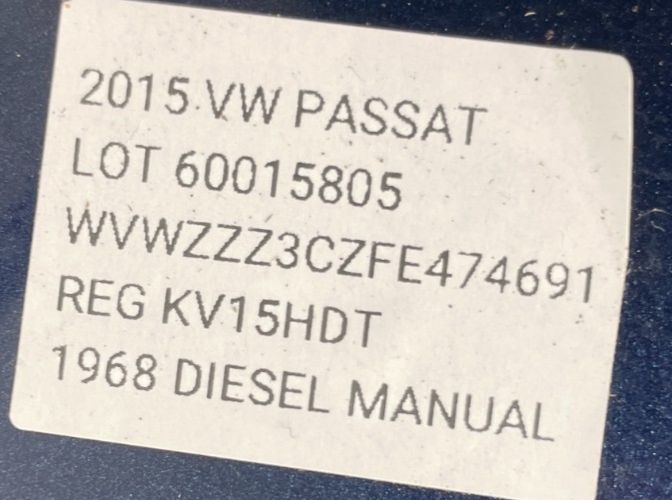 2015 VW PASSAT
LOT 60015805
WVWZZZ3CZFE474691
REG KV15HDT
1968 DIESEL MANUAL